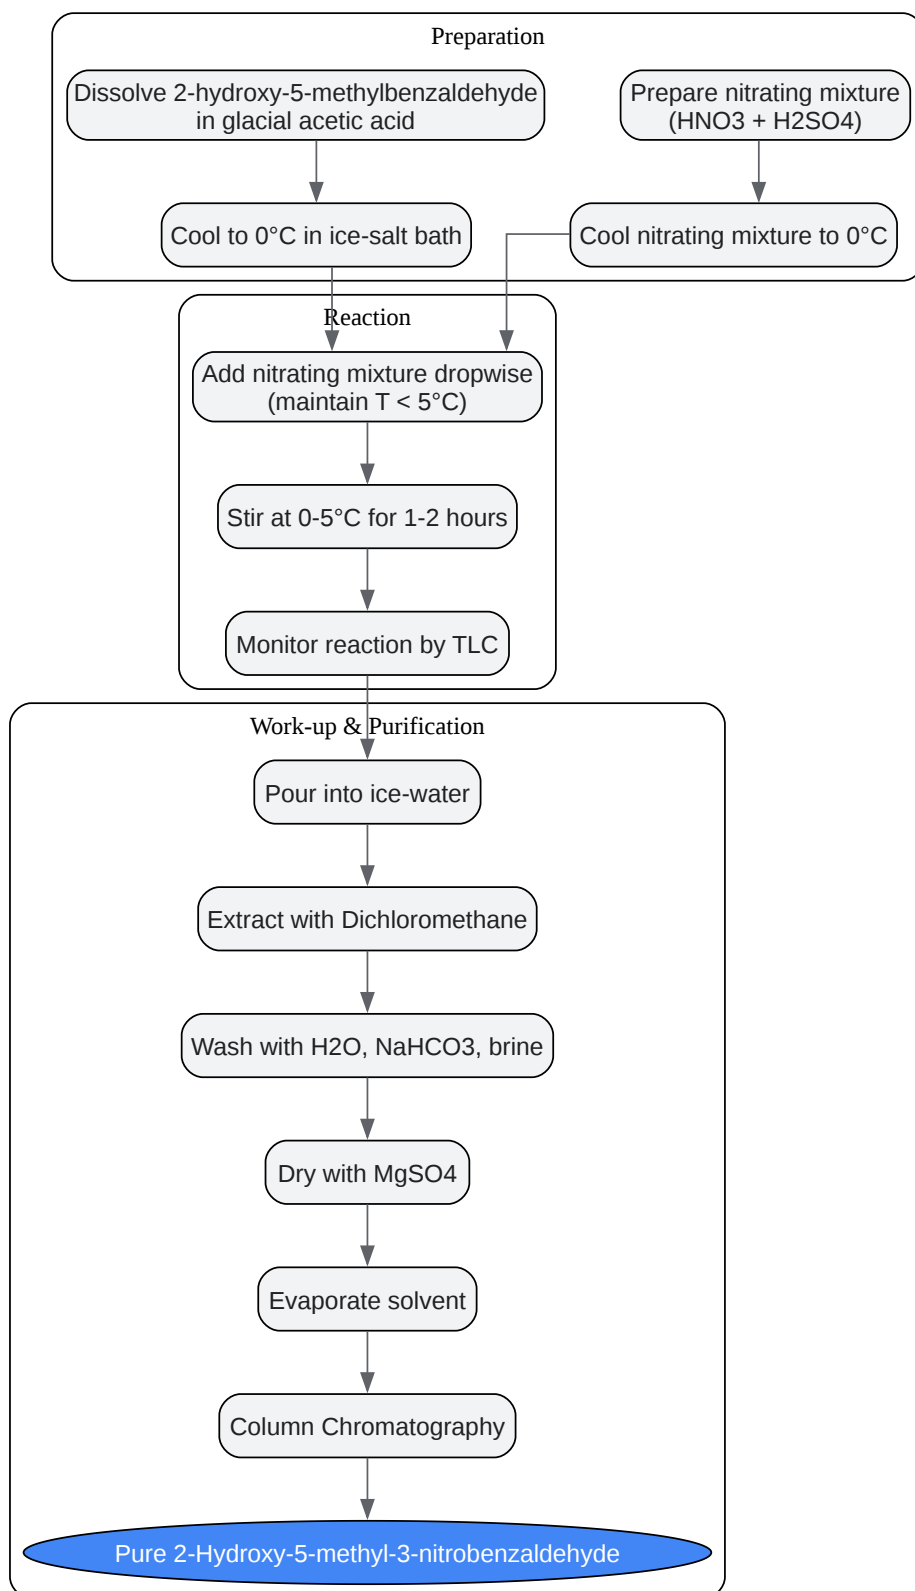 Preparation
Dissolve 2-hydroxy-5-methylbenzaldehyde
in glacial acetic acid
Prepare nitrating mixture
(HNO3 + H2SO4)
Cool to 0°C in ice-salt bath
Cool nitrating mixture to 0°C
Reaction
Add nitrating mixture dropwise
(maintain T < 5°C)
Stir at 0-5°C for 1-2 hours
Monitor reaction by TLC
Work-up & Purification
Pour into ice-water
Extract with Dichloromethane
Wash with H2O, NaHCO3, brine
Dry with MgSO4
Evaporate solvent
Column Chromatography
Pure 2-Hydroxy-5-methyl-3-nitrobenzaldehyde